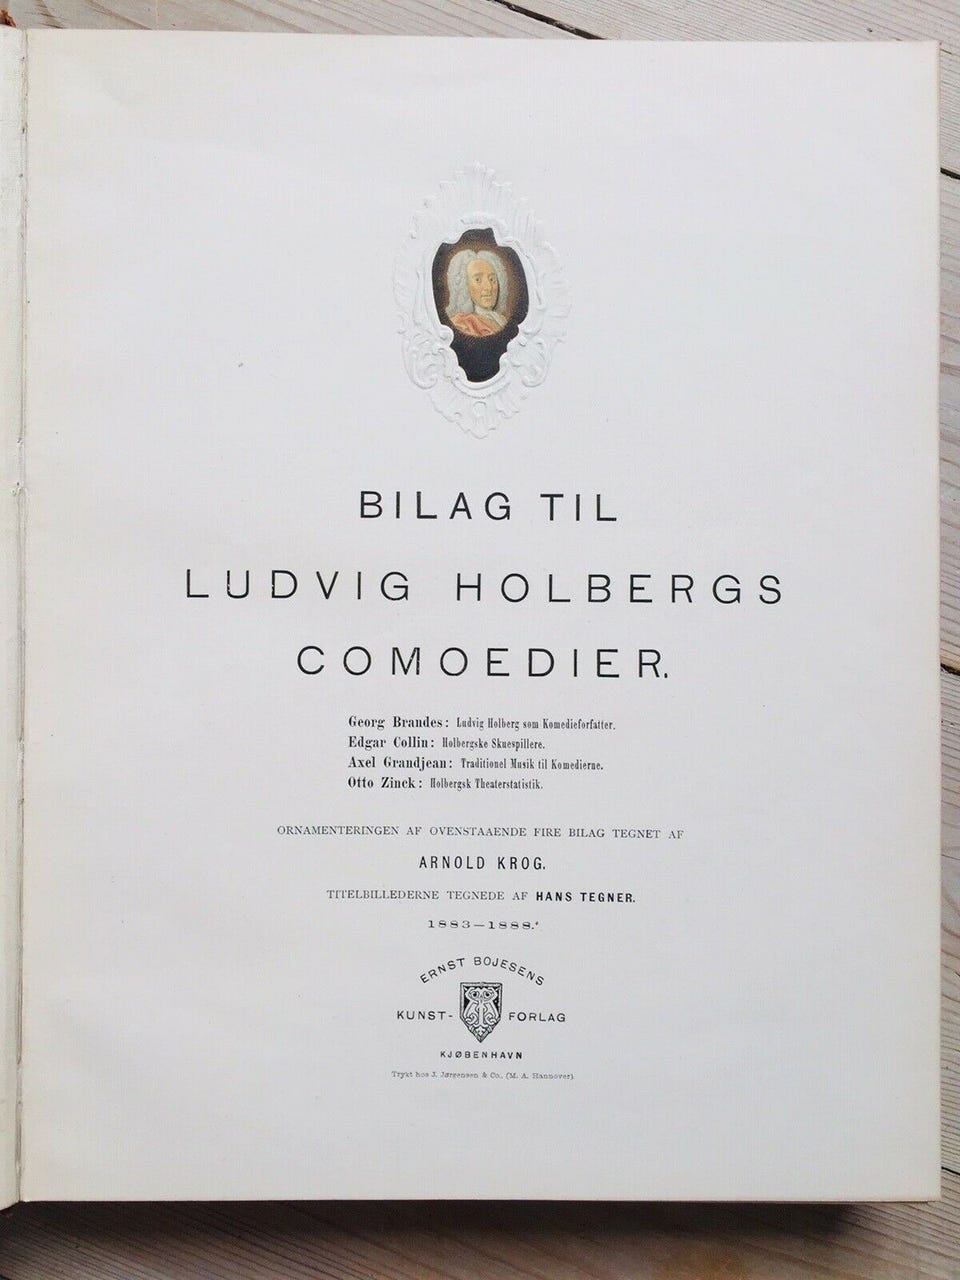 BILAG TIL
LUDVIG HOLBERGS
COMOEDIER.
Georg Brandes: Ludvig Holberg som Komedieforfatter.
Edgar Collin: Holbergske Skuespillere.
Axel Grandjean: Traditionel Musik til Komedierne.
Otto Zinck: Holbergsk Theaterstatistik.
ORNAMENTERINGEN AF OVENSTAAENDE FIRE BILAG TEGNET AF
ARNOLD KROG.
TITELBILLEDERNE TEGNEDE AF HANS TEGNER.
1883—1888.
ERNST BOJESENS
KUNST- FORLAG
KJØBENHAVN
Trykt hos J. Jørgensen & Co. (M. A. Hannover).